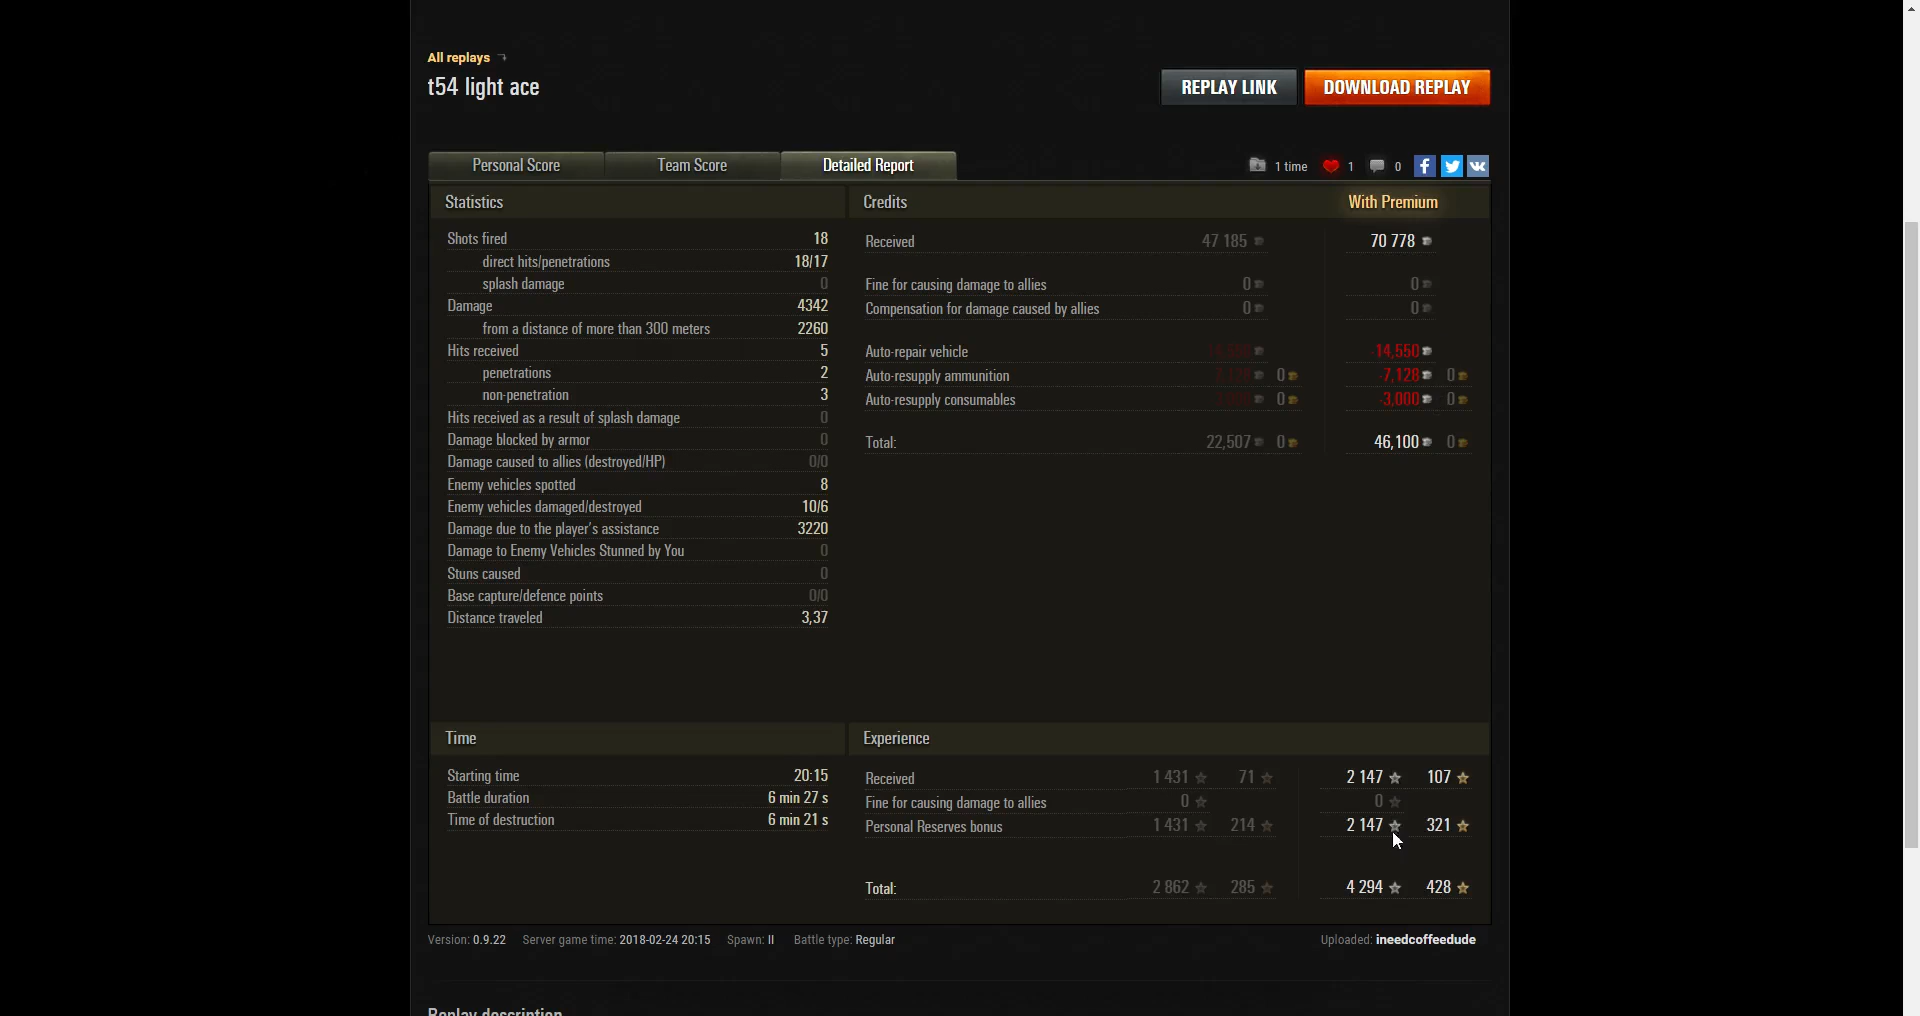 All replays
t54 light ace
REPLAY LINK DOWNLOAD REPLAY
Personal Score Team Score Detailed Report 1 time 1 0
Statistics Credits With Premium
Shots fired 18
direct hits/penetrations 18/17
splash damage 0
Damage 4342
from a distance of more than 300 meters 2260
Hits received 5
penetrations 2
non-penetration 3
Hits received as a result of splash damage 0
Damage blocked by armor 0
Damage caused to allies (destroyed/HP) 0/0
Enemy vehicles spotted 8
Enemy vehicles damaged/destroyed 10/6
Damage due to the player's assistance 3220
Damage to Enemy Vehicles Stunned by You 0
Stuns caused 0
Base capture/defence points 0/0
Distance traveled 3,37
Received 47 185 70 778
Fine for causing damage to allies 0 0
Compensation for damage caused by allies 0 0
Auto-repair vehicle -14,550
Auto-resupply ammunition 0 -7,128 0
Auto-resupply consumables 0 -3,000 0
Total: 22,507 0 46,100 0
Time Experience
Starting time 20:15
Battle duration 6 min 27 s
Time of destruction 6 min 21 s
Received 1 431 71 2 147 107
Fine for causing damage to allies 0 0
Personal Reserves bonus 1 431 214 2 147 321
Total: 2 862 285 4 294 428
Version: 0.9.22 Server game time: 2018-02-24 20:15 Spawn: II Battle type: Regular Uploaded: ineedcoffeedude
Replay description